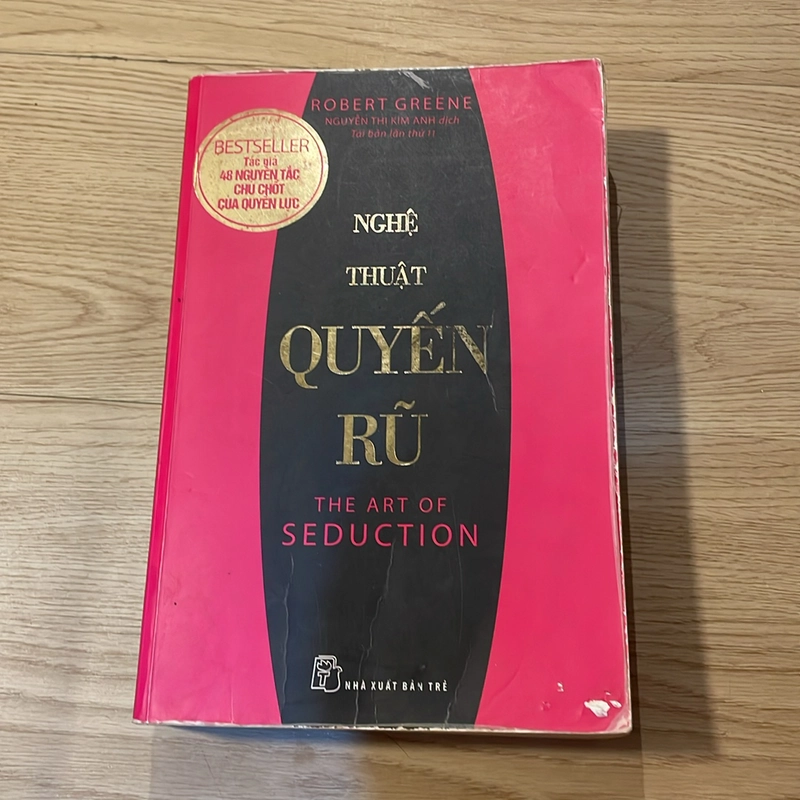 ROBERT GREENE
NGUYỄN THỊ KIM ANH dịch
Tái bản lần thứ 11
BESTSELLER
Tác giả
48 NGUYÊN TẮC
CHỦ CHỐT
CỦA QUYỀN LỰC
NGHỆ
THUẬT
QUYẾN
RŨ
THE ART OF
SEDUCTION
NHÀ XUẤT BẢN TRẺ